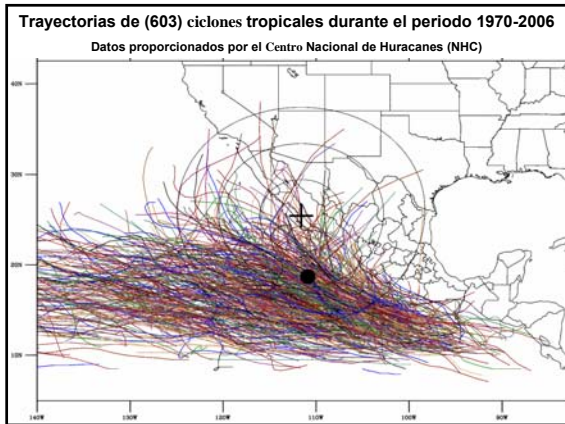 Trayectorias de (603) ciclones tropicales durante el periodo 1970-2006
Datos proporcionados por el Centro Nacional de Huracanes (NHC)
40N
30N
20N
10N
140W 130W 120W 110W 100W 90W